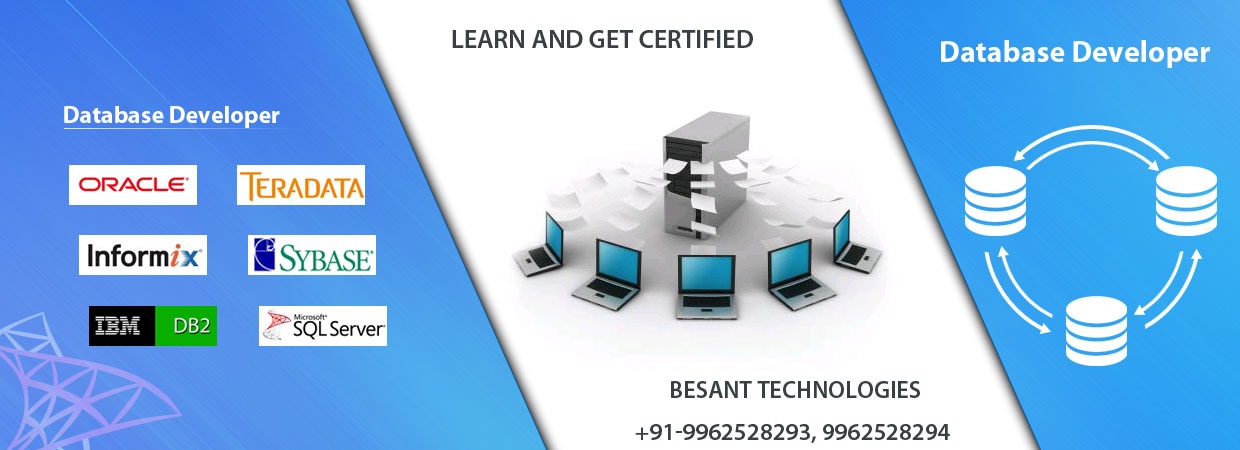 Database Developer
ORACLE®
TERADATA
Informix®
SYBASE®
IBM DB2
Microsoft®
SQL Server
LEARN AND GET CERTIFIED
BESANT TECHNOLOGIES
+91-9962528293, 9962528294
Database Developer